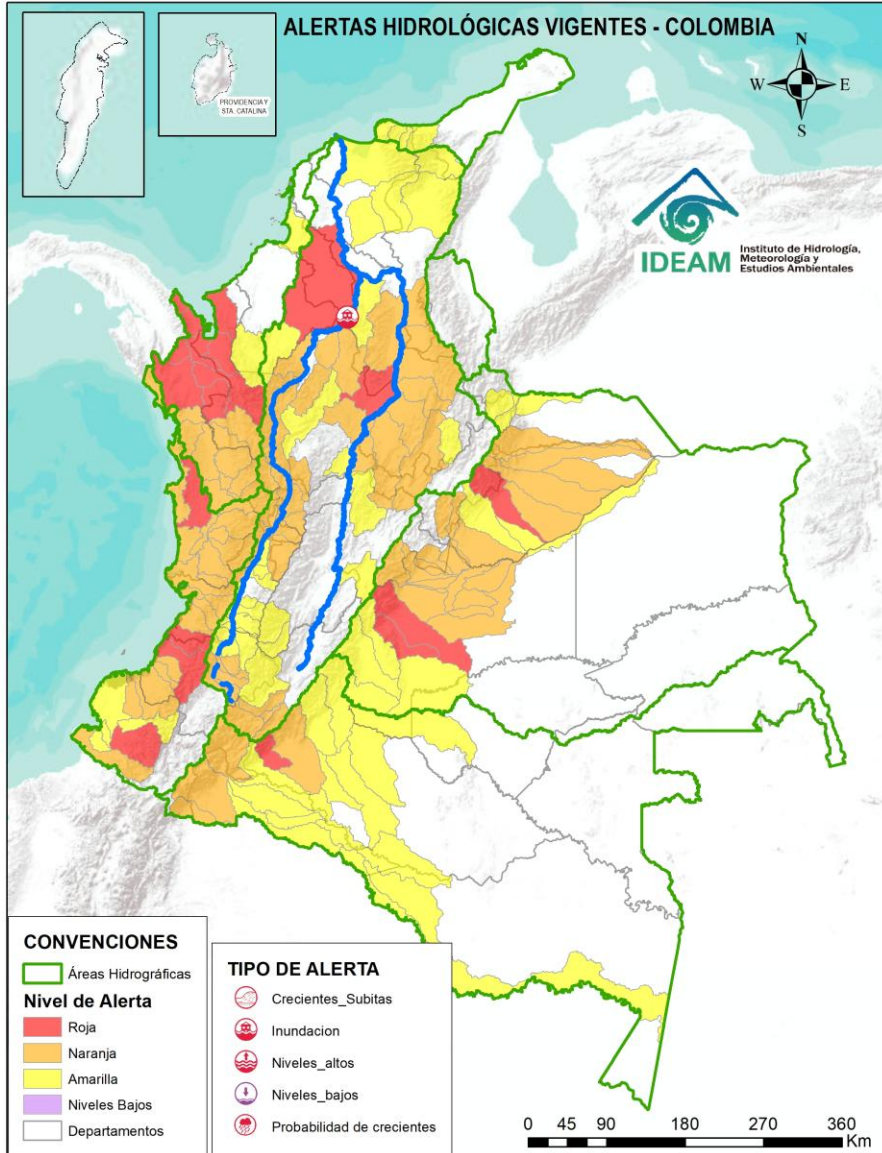 ALERTAS HIDROLÓGICAS VIGENTES - COLOMBIA
PROVIDENCIA Y
STA. CATALINA
N
W
E
S
IDEAM
Instituto de Hidrología,
Meteorología y
Estudios Ambientales
CONVENCIONES
Áreas Hidrográficas
Nivel de Alerta
Roja
Naranja
Amarilla
Niveles Bajos
Departamentos
TIPO DE ALERTA
Crecientes_Subitas
Inundacion
Niveles_altos
Niveles_bajos
Probabilidad de crecientes
0 45 90 180 270 360
Km